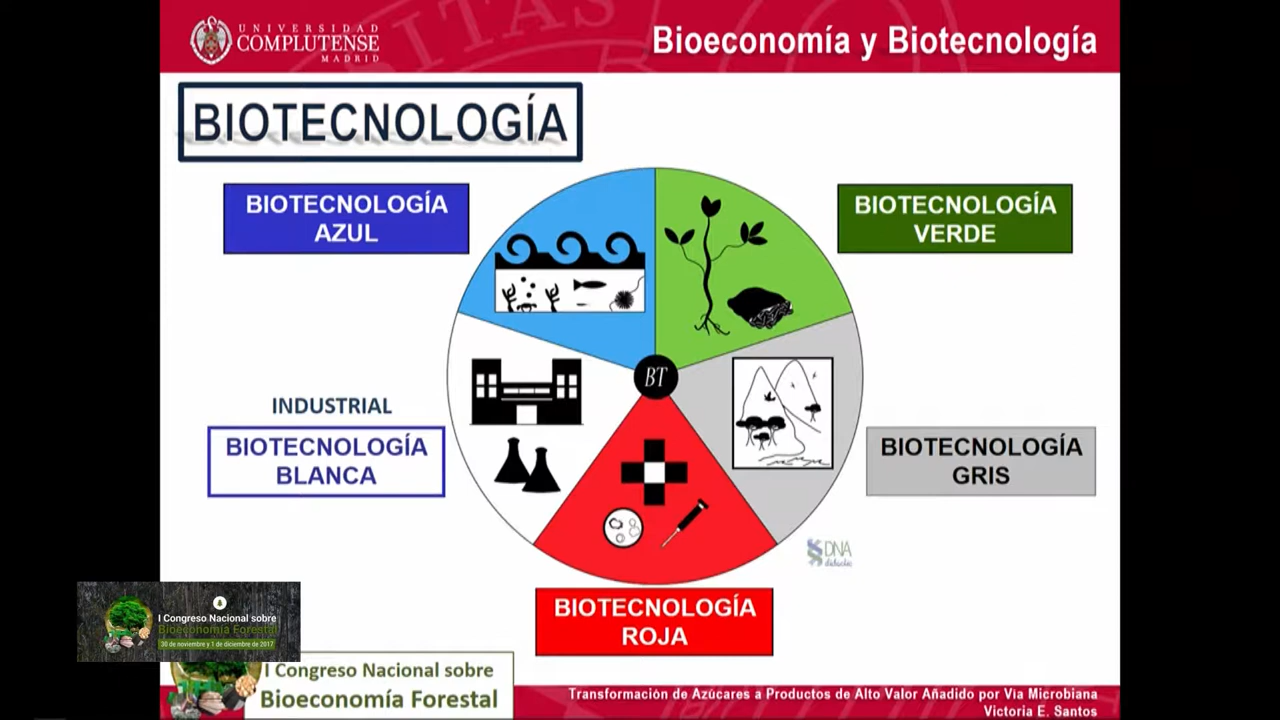 UNIVERSIDAD
COMPLUTENSE
MADRID
Bioeconomía y Biotecnología
BIOTECNOLOGÍA
BIOTECNOLOGÍA
AZUL
BIOTECNOLOGÍA
VERDE
BT
INDUSTRIAL
BIOTECNOLOGÍA
BLANCA
BIOTECNOLOGÍA
GRIS
DNA
didactic
BIOTECNOLOGÍA
ROJA
I Congreso Nacional sobre
Bioeconomía Forestal
30 de noviembre y 1 de diciembre de 2017
I Congreso Nacional sobre
Bioeconomía Forestal
Transformación de Azúcares a Productos de Alto Valor Añadido por Vía Microbiana
Victoria E. Santos